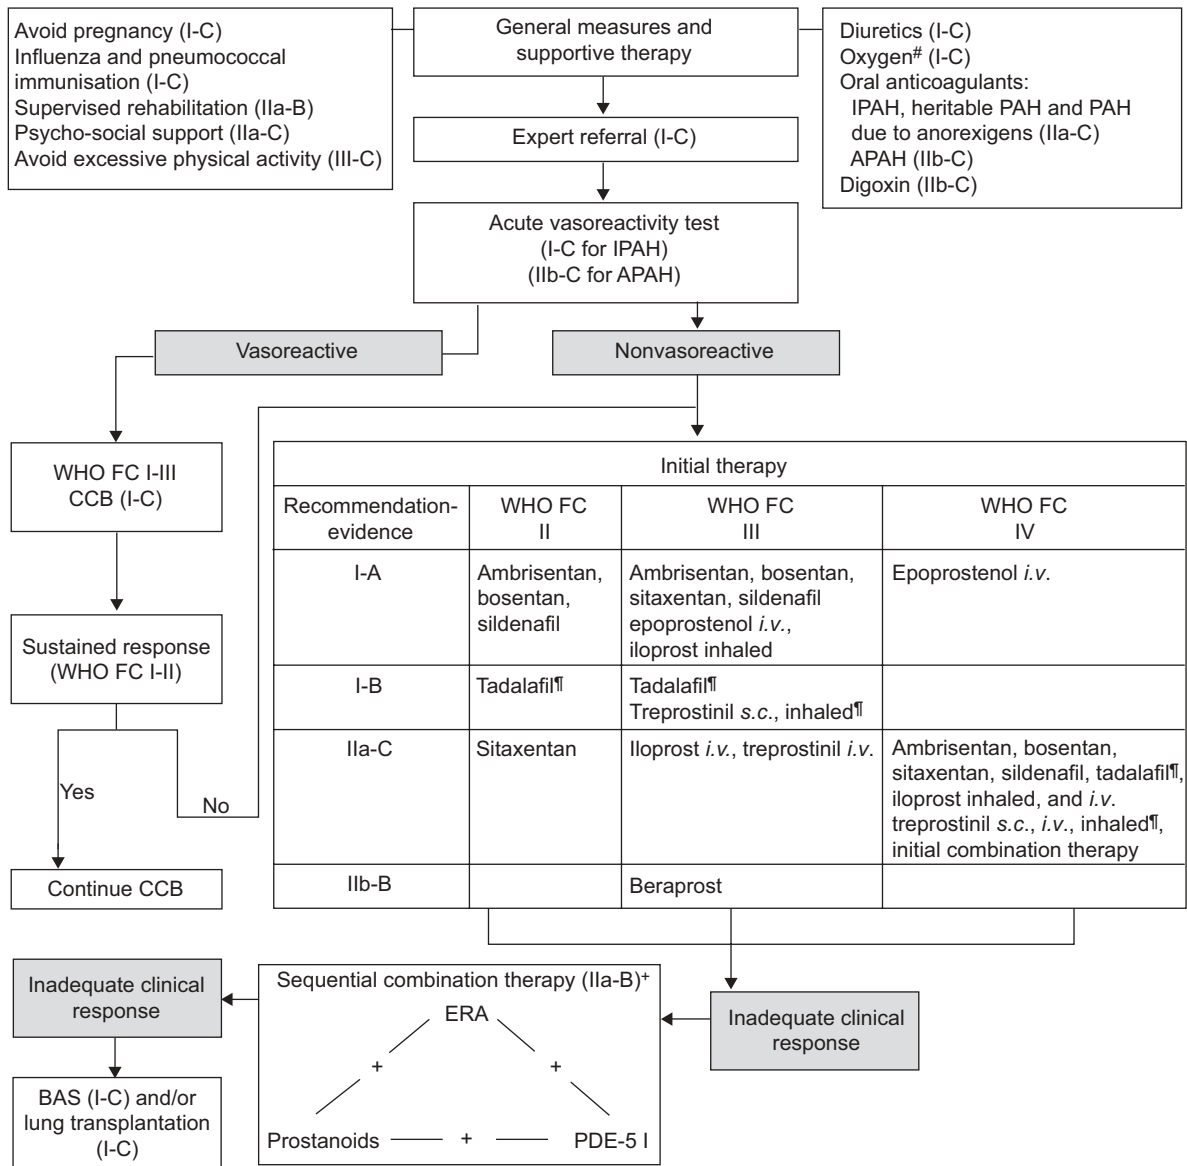 Avoid pregnancy (I-C)
Influenza and pneumococcal
immunisation (I-C)
Supervised rehabilitation (IIa-B)
Psycho-social support (IIa-C)
Avoid excessive physical activity (III-C)
General measures and
supportive therapy
Diuretics (I-C)
Oxygen# (I-C)
Oral anticoagulants:
IPAH, heritable PAH and PAH
due to anorexigens (IIa-C)
APAH (IIb-C)
Digoxin (IIb-C)
Expert referral (I-C)
Acute vasoreactivity test
(I-C for IPAH)
(IIb-C for APAH)
Vasoreactive
Nonvasoreactive
WHO FC I-III
CCB (I-C)
Sustained response
(WHO FC I-II)
Yes
No
Continue CCB
Initial therapy
Recommendation-
evidence
WHO FC
II
WHO FC
III
WHO FC
IV
I-A
Ambrisentan,
bosentan,
sildenafil
Ambrisentan, bosentan,
sitaxentan, sildenafil
epoprostenol i.v.,
iloprost inhaled
Epoprostenol i.v.
I-B
Tadalafil¶
Tadalafil¶
Treprostinil s.c., inhaled¶
IIa-C
Sitaxentan
Iloprost i.v., treprostinil i.v.
Ambrisentan, bosentan,
sitaxentan, sildenafil, tadalafil¶,
iloprost inhaled, and i.v.
treprostinil s.c., i.v., inhaled¶,
initial combination therapy
IIb-B
Beraprost
Inadequate clinical
response
Sequential combination therapy (IIa-B)+
ERA
+
+
Prostanoids
+
PDE-5 I
Inadequate clinical
response
BAS (I-C) and/or
lung transplantation
(I-C)